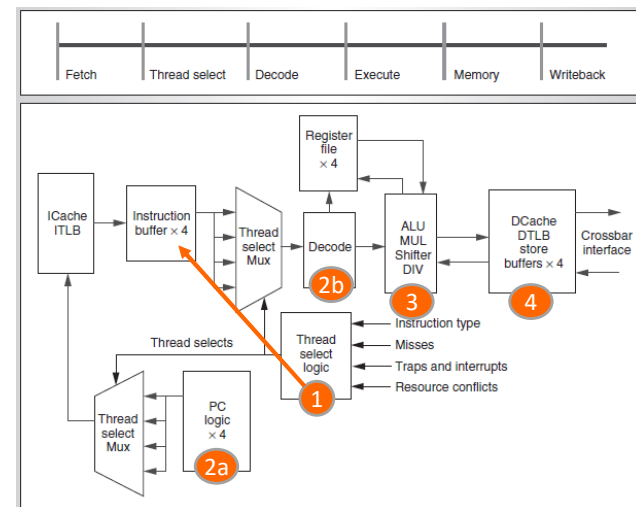 Fetch
Thread select
Decode
Execute
Memory
Writeback
Register
file
× 4
ICache
ITLB
Instruction
buffer × 4
Thread
select
Mux
Decode
2b
ALU
MUL
Shifter
DIV
3
DCache
DTLB
store
buffers × 4
4
Crossbar
interface
Thread selects
Thread
select
logic
1
Instruction type
Misses
Traps and interrupts
Resource conflicts
Thread
select
Mux
PC
logic
× 4
2a